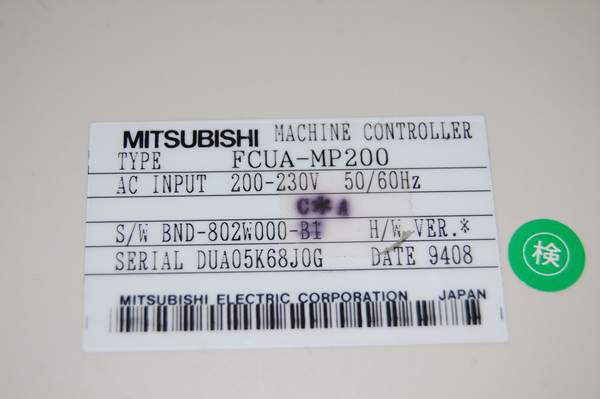 MITSUBISHI MACHINE CONTROLLER
TYPE FCUA-MP200
AC INPUT 200-230V 50/60Hz
C*A
S/W BND-802W000-B1 H/W VER.*
SERIAL DUA05K68J0G DATE 9408
MITSUBISHI ELECTRIC CORPORATION JAPAN
検